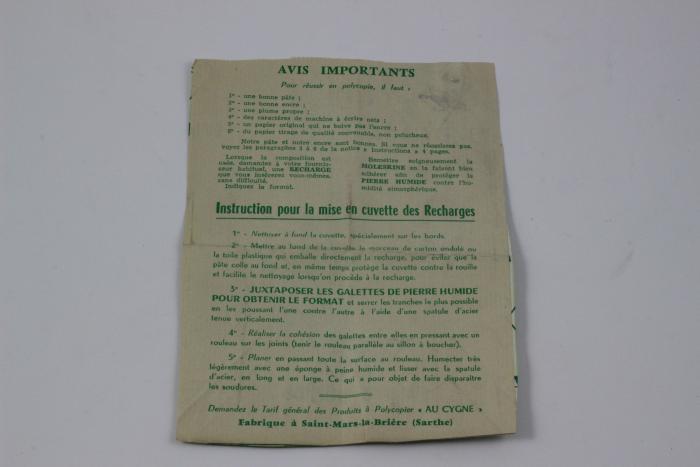 AVIS IMPORTANTS
Pour réussir en polycopie, il faut :
1° - une bonne pâte ;
2° - une bonne encre ;
3° - une plume propre ;
4° - des caractères de machine à écrire nets ;
5° - un papier original qui ne boive pas l'encre ;
6° - du papier tirage de qualité convenable, non pelucheux.
Notre pâte et notre encre sont bonnes. Si vous ne réussissez pas,
voyez les paragraphes 3 à 6 de la notice « Instructions » 4 pages.
Lorsque la composition est
usée, demandez à votre fournis-
seur habituel, une RECHARGE
que vous insérerez vous-mêmes,
sans difficulté.
Indiquez le format.
Remettre soigneusement la
MOLESKINE en la faisant bien
adhérer afin de protéger la
PIERRE HUMIDE contre l'hu-
midité atmosphérique.
Instruction pour la mise en cuvette des Recharges
1° - Nettoyer à fond la cuvette, spécialement sur les bords.
2° - Mettre au fond de la cuvette le morceau de carton ondulé ou
la toile plastique qui emballe directement la recharge, pour éviter que la
pâte colle au fond et, en même temps protège la cuvette contre la rouille
et facilite le nettoyage lorsqu'on procède à la recharge.
3° - JUXTAPOSER LES GALETTES DE PIERRE HUMIDE
POUR OBTENIR LE FORMAT et serrer les tranches le plus possible
en les poussant l'une contre l'autre à l'aide d'une spatule d'acier
tenue verticalement.
4° - Réaliser la cohésion des galettes entre elles en pressant avec un
rouleau sur les joints (tenir le rouleau parallèle au sillon à boucher).
5° - Planer en passant toute la surface au rouleau. Humecter très
légèrement avec une éponge à peine humide et lisser avec la spatule
d'acier, en long et en large. Ce qui a pour objet de faire disparaître
les soudures.
Demandez le Tarif général des Produits à Polycopier « AU CYGNE »
Fabrique à Saint-Mars-la-Brière (Sarthe)